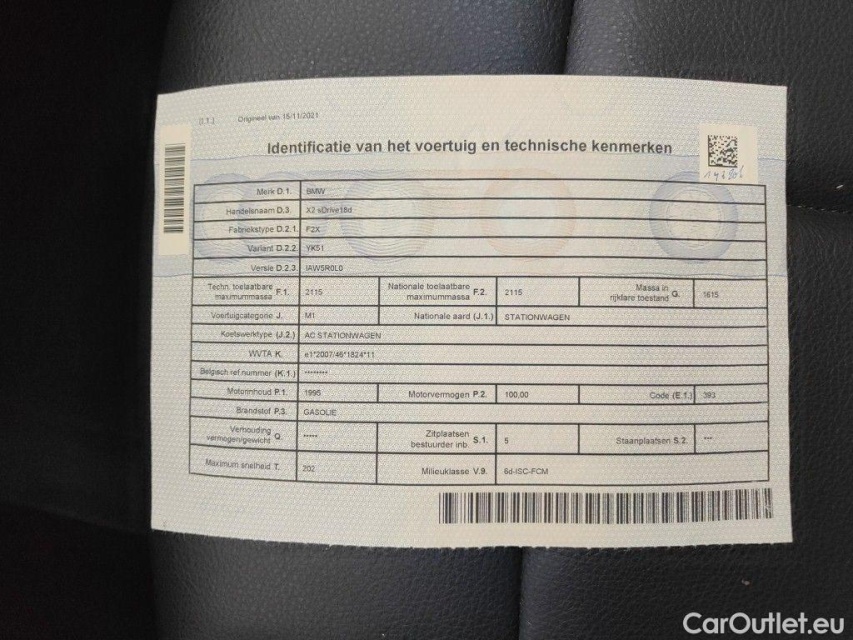 (I.1.) Origineel van 15/11/2021
Identificatie van het voertuig en technische kenmerken
Merk D.1. BMW
Handelsnaam D.3. X2 sDrive18d
Fabriekstype D.2.1. F2X
Variant D.2.2. YK51
Versie D.2.3. IAW5R0L0
Techn. toelaatbare maximummassa F.1. 2115 Nationale toelaatbare maximummassa F.2. 2115 Massa in rijklare toestand G. 1615
Voertuigcategorie J. M1 Nationale aard (J.1.) STATIONWAGEN
Koetswerktype (J.2.) AC STATIONWAGEN
WVTA K. e1*2007/46*1824*11
Belgisch ref nummer (K.1.) ********
Motorinhoud P.1. 1995 Motorvermogen P.2. 100,00 Code (E.1.) 393
Brandstof P.3. GASOLIE
Verhouding vermogen/gewicht Q. ----- Zitplaatsen bestuurder inb. S.1. 5 Staanplaatsen S.2. ---
Maximum snelheid T. 202 Milieuklasse V.9. 6d-ISC-FCM
CarOutlet.eu